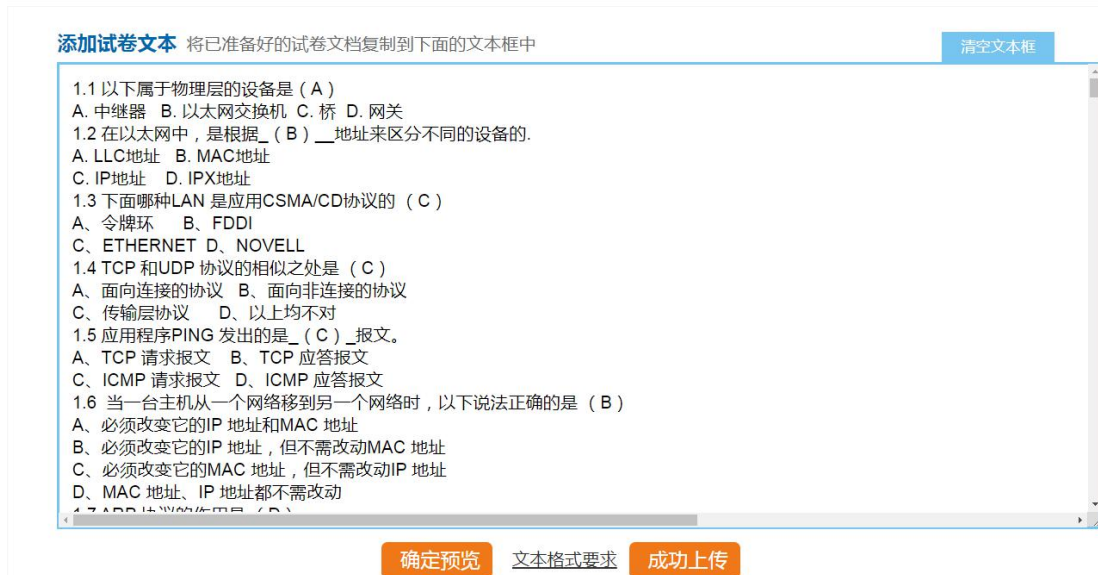 添加试卷文本 将已准备好的试卷文档复制到下面的文本框中
清空文本框
1.1 以下属于物理层的设备是（A）
A. 中继器 B. 以太网交换机 C. 桥 D. 网关
1.2 在以太网中，是根据_（B）__地址来区分不同的设备的.
A. LLC地址 B. MAC地址
C. IP地址 D. IPX地址
1.3 下面哪种LAN 是应用CSMA/CD协议的 （C）
A、令牌环 B、FDDI
C、ETHERNET D、NOVELL
1.4 TCP 和UDP 协议的相似之处是 （C）
A、面向连接的协议 B、面向非连接的协议
C、传输层协议 D、以上均不对
1.5 应用程序PING 发出的是_（C）_报文。
A、TCP 请求报文 B、TCP 应答报文
C、ICMP 请求报文 D、ICMP 应答报文
1.6 当一台主机从一个网络移到另一个网络时，以下说法正确的是 （B）
A、必须改变它的IP 地址和MAC 地址
B、必须改变它的IP 地址，但不需改动MAC 地址
C、必须改变它的MAC 地址，但不需改动IP 地址
D、MAC 地址、IP 地址都不需改动
1.7 ARP 协议的作用是 （D）
确定预览 文本格式要求 成功上传